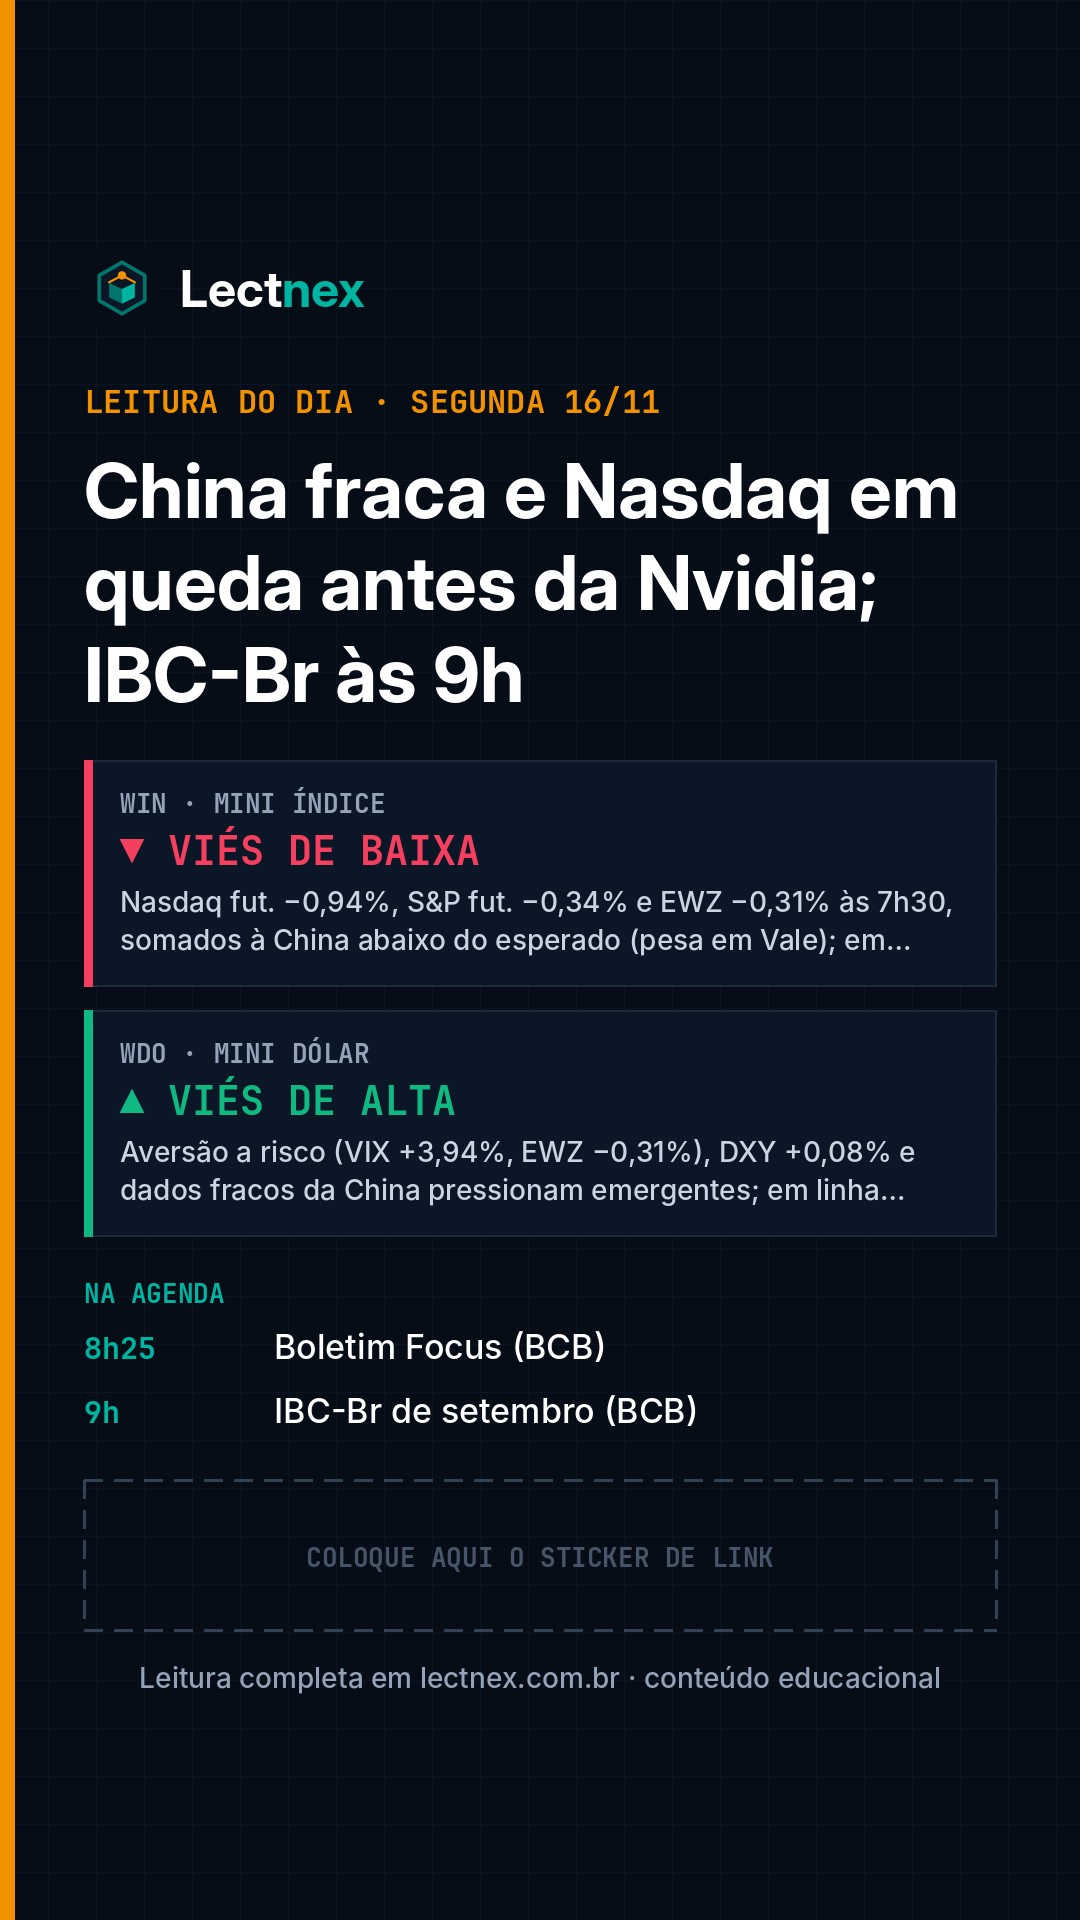 Lectnex
LEITURA DO DIA · SEGUNDA 16/11
China fraca e Nasdaq em
queda antes da Nvidia;
IBC-Br às 9h
WIN · MINI ÍNDICE
▼ VIÉS DE BAIXA
Nasdaq fut. −0,94%, S&P fut. −0,34% e EWZ −0,31% às 7h30,
somados à China abaixo do esperado (pesa em Vale); em...
WDO · MINI DÓLAR
▲ VIÉS DE ALTA
Aversão a risco (VIX +3,94%, EWZ −0,31%), DXY +0,08% e
dados fracos da China pressionam emergentes; em linha...
NA AGENDA
8h25 Boletim Focus (BCB)
9h IBC-Br de setembro (BCB)
COLOQUE AQUI O STICKER DE LINK
Leitura completa em lectnex.com.br · conteúdo educacional